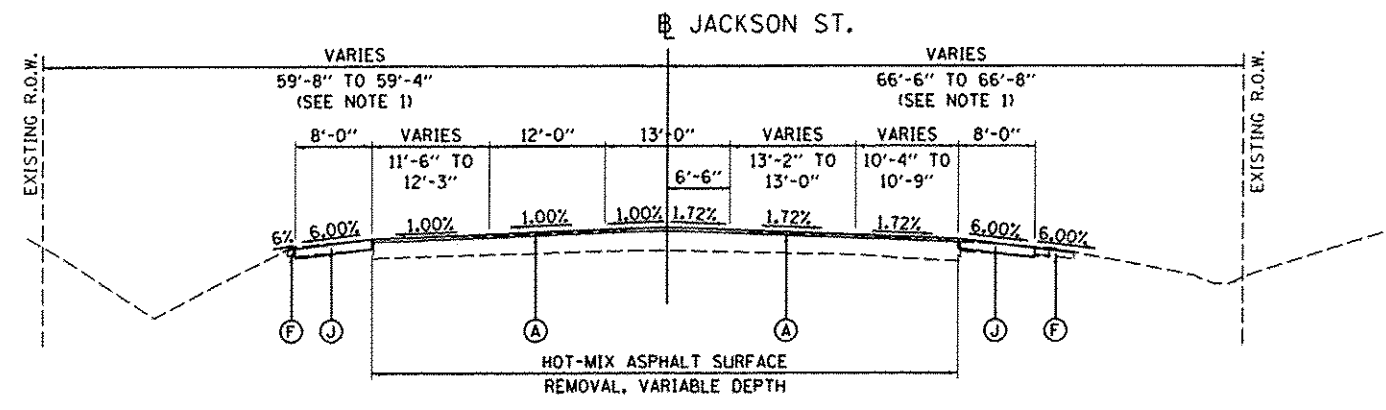 ℄ JACKSON ST.
VARIES VARIES
EXISTING R.O.W. EXISTING R.O.W.
59'-8" TO 59'-4" 66'-6" TO 66'-8"
(SEE NOTE 1) (SEE NOTE 1)
8'-0" VARIES 12'-0" 13'-0" VARIES VARIES 8'-0"
11'-6" TO 13'-2" TO 10'-4" TO
12'-3" 6'-6" 13'-0" 10'-9"
6% 6.00% 1.00% 1.00% 1.00% 1.72% 1.72% 1.72% 6.00% 6.00%
F J A A J F
HOT-MIX ASPHALT SURFACE
REMOVAL, VARIABLE DEPTH